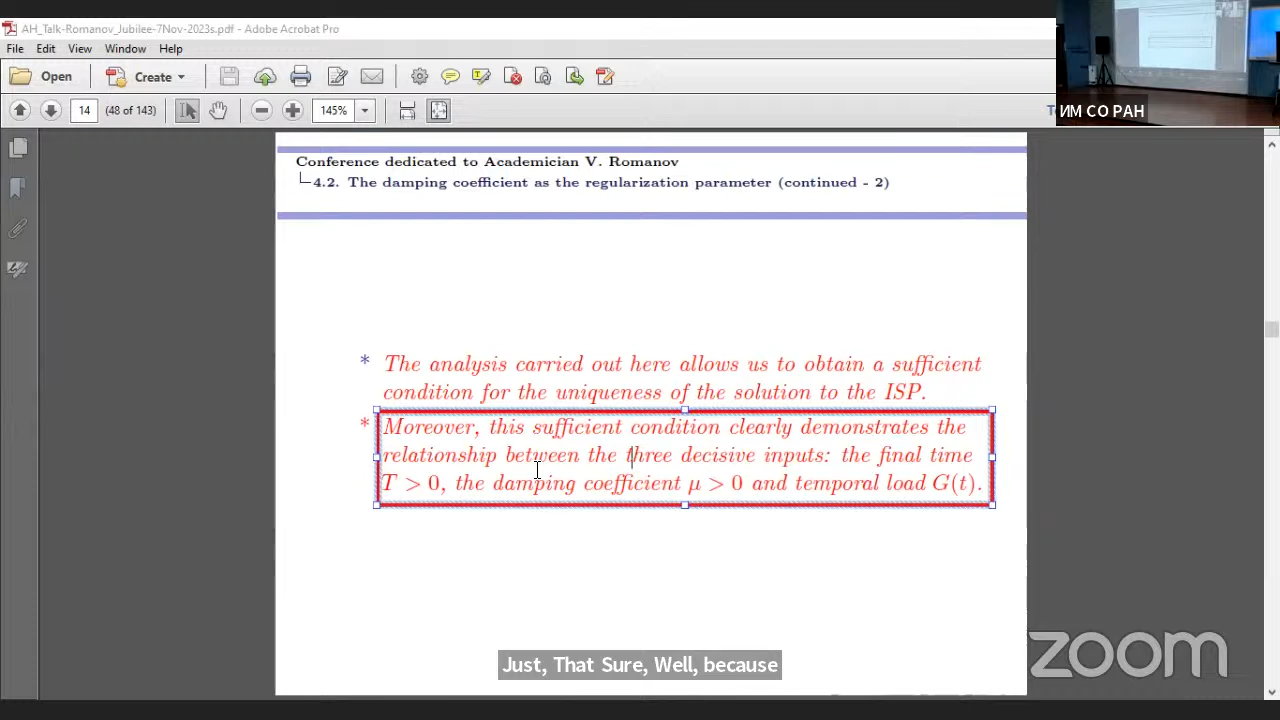 AH_Talk-Romanov_Jubilee-7Nov-2023s.pdf - Adobe Acrobat Pro
File Edit View Window Help
Open Create
14 (48 of 143) 145%
ИМ СО РАН
Conference dedicated to Academician V. Romanov
4.2. The damping coefficient as the regularization parameter (continued - 2)
* The analysis carried out here allows us to obtain a sufficient
condition for the uniqueness of the solution to the ISP.
* Moreover, this sufficient condition clearly demonstrates the
relationship between the three decisive inputs: the final time
T > 0, the damping coefficient μ > 0 and temporal load G(t).
Just, That Sure, Well, because
zoom